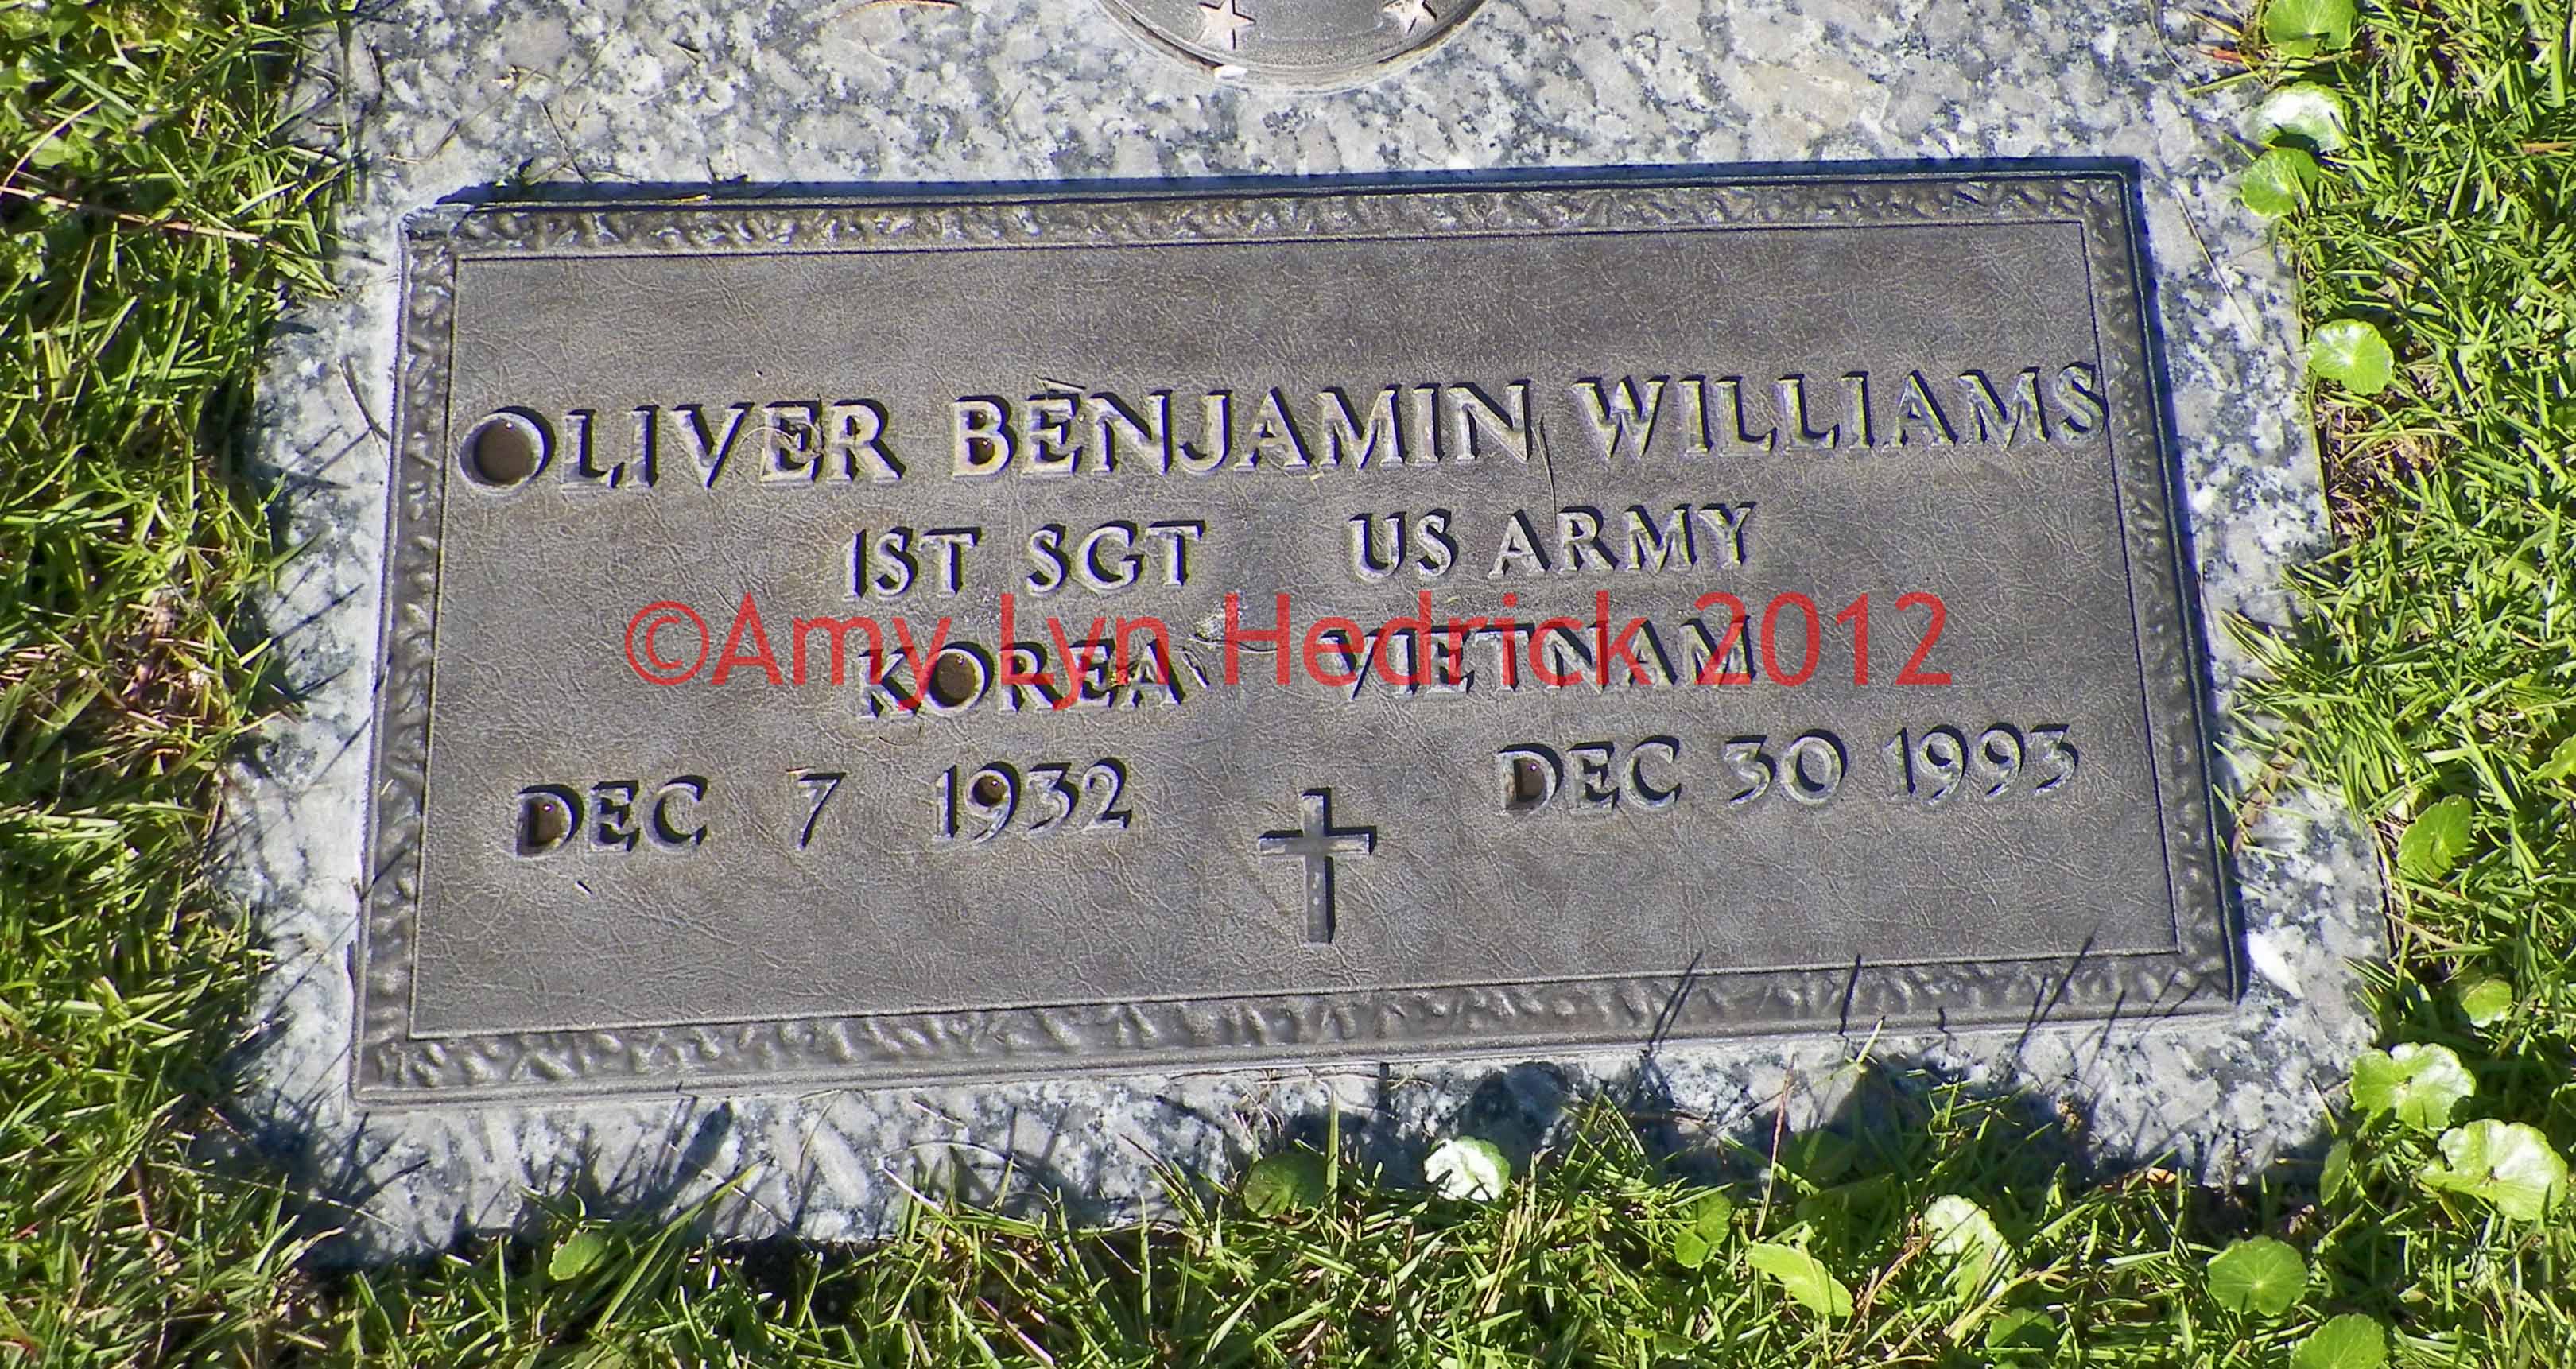 OLIVER BENJAMIN WILLIAMS
1ST SGT US ARMY
©Amy Lyn Hedrick 2012
KOREA VIETNAM
DEC 7 1932 DEC 30 1993